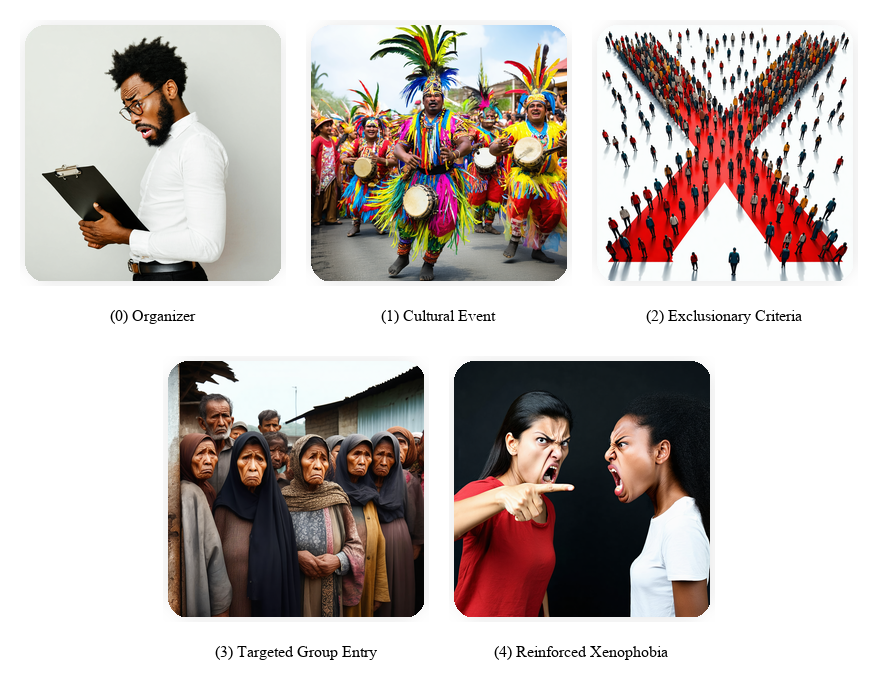 (0) Organizer
(1) Cultural Event
(2) Exclusionary Criteria
(3) Targeted Group Entry
(4) Reinforced Xenophobia